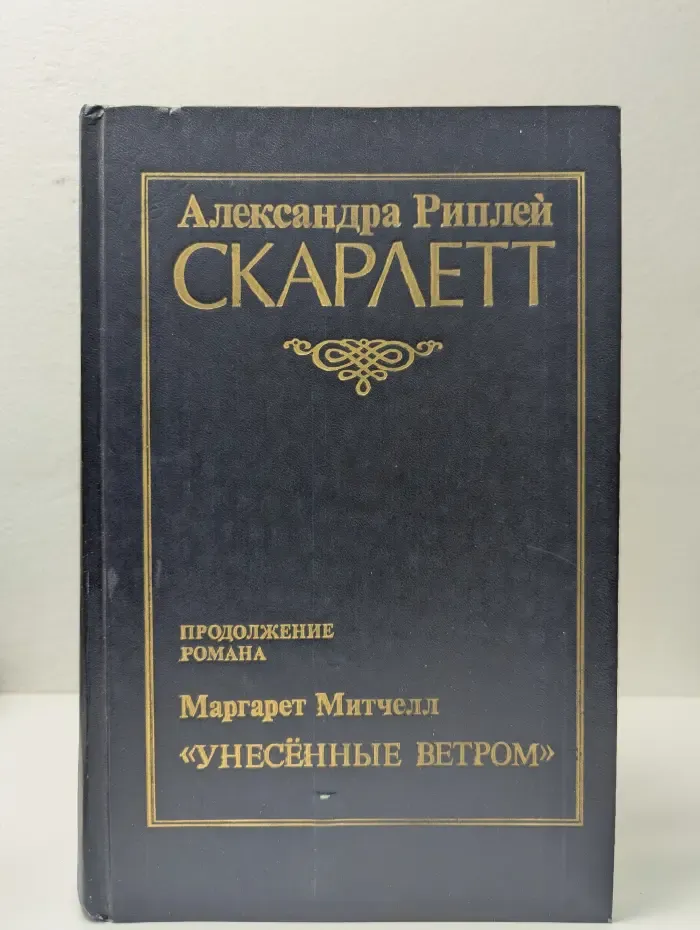 Александра Риплей
СКАРЛЕТТ
ПРОДОЛЖЕНИЕ
РОМАНА
Маргарет Митчелл
«УНЕСЁННЫЕ ВЕТРОМ»